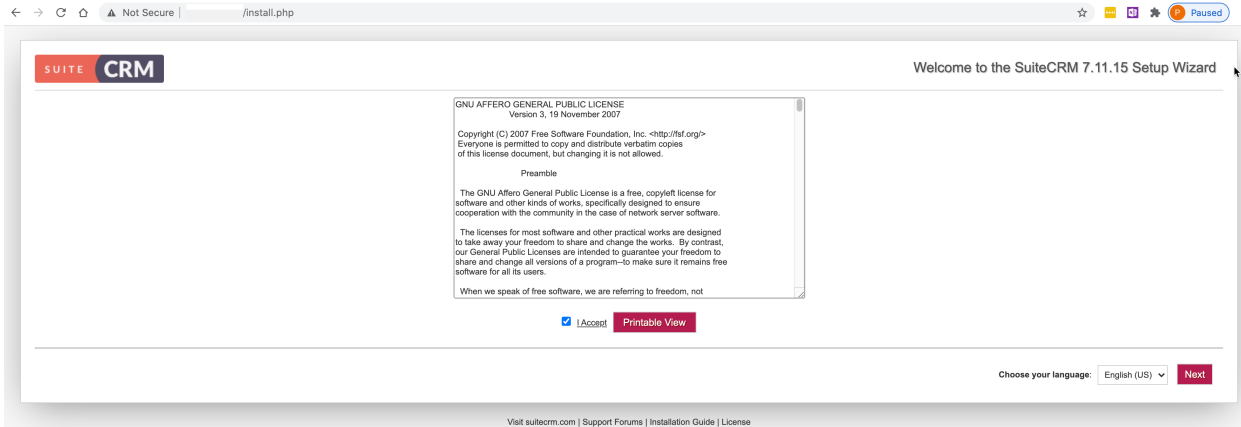 Not Secure
/install.php
P Paused
SUITE CRM
Welcome to the SuiteCRM 7.11.15 Setup Wizard
GNU AFFERO GENERAL PUBLIC LICENSE
Version 3, 19 November 2007
Copyright (C) 2007 Free Software Foundation, Inc. <http://fsf.org/>
Everyone is permitted to copy and distribute verbatim copies
of this license document, but changing it is not allowed.
Preamble
The GNU Affero General Public License is a free, copyleft license for
software and other kinds of works, specifically designed to ensure
cooperation with the community in the case of network server software.
The licenses for most software and other practical works are designed
to take away your freedom to share and change the works. By contrast,
our General Public Licenses are intended to guarantee your freedom to
share and change all versions of a program--to make sure it remains free
software for all its users.
When we speak of free software, we are referring to freedom, not
I Accept
Printable View
Choose your language: English (US) Next
Visit suitecrm.com | Support Forums | Installation Guide | License